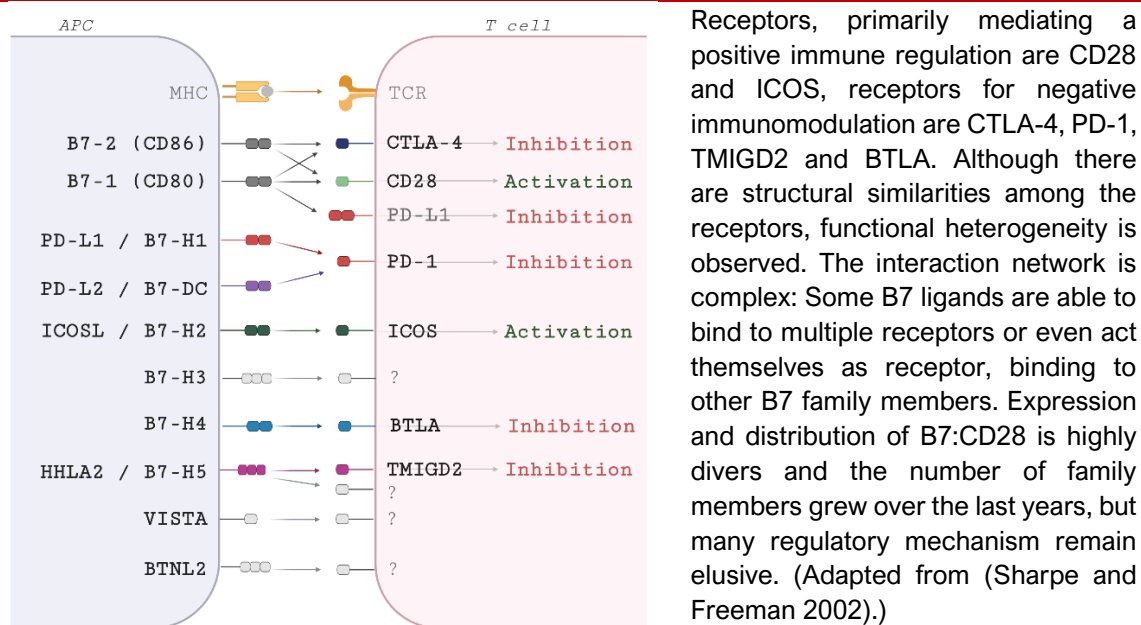 APC
T cell
MHC
TCR
B7-2 (CD86)
CTLA-4
Inhibition
B7-1 (CD80)
CD28
Activation
PD-L1
Inhibition
PD-L1 / B7-H1
PD-1
Inhibition
PD-L2 / B7-DC
ICOSL / B7-H2
ICOS
Activation
B7-H3
?
B7-H4
BTLA
Inhibition
HHLA2 / B7-H5
TMIGD2
Inhibition
?
VISTA
?
BTNL2
?
Receptors, primarily mediating a
positive immune regulation are CD28
and ICOS, receptors for negative
immunomodulation are CTLA-4, PD-1,
TMIGD2 and BTLA. Although there
are structural similarities among the
receptors, functional heterogeneity is
observed. The interaction network is
complex: Some B7 ligands are able to
bind to multiple receptors or even act
themselves as receptor, binding to
other B7 family members. Expression
and distribution of B7:CD28 is highly
divers and the number of family
members grew over the last years, but
many regulatory mechanism remain
elusive. (Adapted from (Sharpe and
Freeman 2002).)